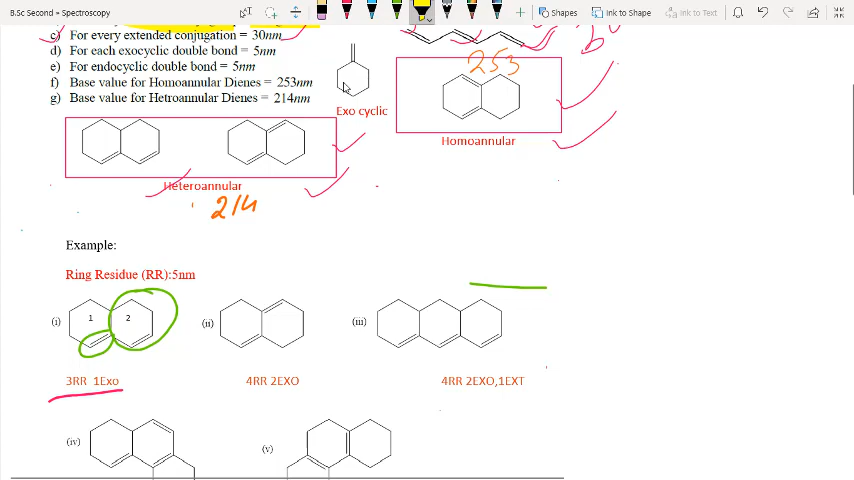 B.Sc Second » Spectroscopy
Shapes
Ink to Shape
Ink to Text
c) For every extended conjugation = 30nm
d) For each exocyclic double bond = 5nm
e) For endocyclic double bond = 5nm
f) Base value for Homoannular Dienes = 253nm
g) Base value for Hetroannular Dienes = 214nm
Exo cyclic
253
Homoannular
Heteroannular
214
Example:
Ring Residue (RR):5nm
(i) 1 2
(ii)
(iii)
3RR 1Exo
4RR 2EXO
4RR 2EXO,1EXT
(iv)
(v)